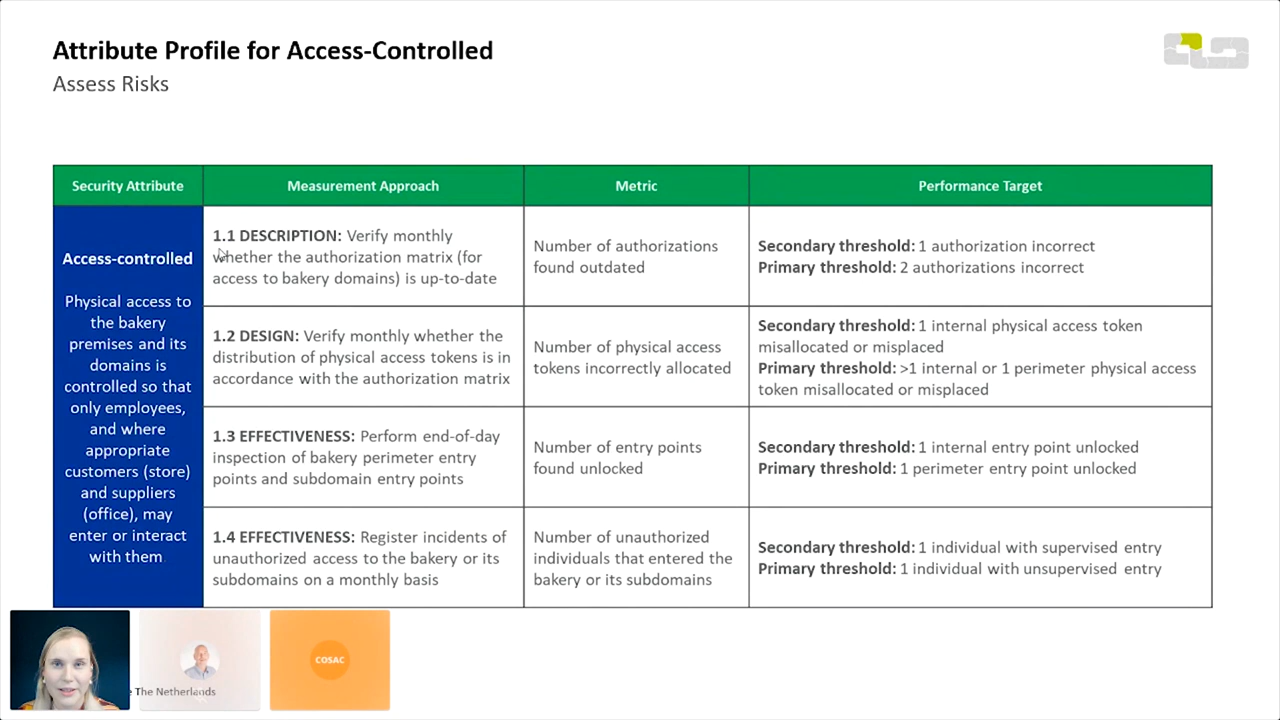 Attribute Profile for Access-Controlled
Assess Risks
Security Attribute
Measurement Approach
Metric
Performance Target
Access-controlled
Physical access to
the bakery
premises and its
domains is
controlled so that
only employees,
and where
appropriate
customers (store)
and suppliers
(office), may
enter or interact
with them.
1.1 DESCRIPTION: Verify monthly
whether the authorization matrix (for
access to bakery domains) is up-to-date
Number of authorizations
found outdated
Secondary threshold: 1 authorization incorrect
Primary threshold: 2 authorizations incorrect
1.2 DESIGN: Verify monthly whether the
distribution of physical access tokens is in
accordance with the authorization matrix
Number of physical access
tokens incorrectly allocated
Secondary threshold: 1 internal physical access token
misallocated or misplaced
Primary threshold: >1 internal or 1 perimeter physical access
token misallocated or misplaced
1.3 EFFECTIVENESS: Perform end-of-day
inspection of bakery perimeter entry
points and subdomain entry points
Number of entry points
found unlocked
Secondary threshold: 1 internal entry point unlocked
Primary threshold: 1 perimeter entry point unlocked
1.4 EFFECTIVENESS: Register incidents of
unauthorized access to the bakery or its
subdomains on a monthly basis
Number of unauthorized
individuals that entered the
bakery or its subdomains
Secondary threshold: 1 individual with supervised entry
Primary threshold: 1 individual with unsupervised entry
COSAC
The Netherlands